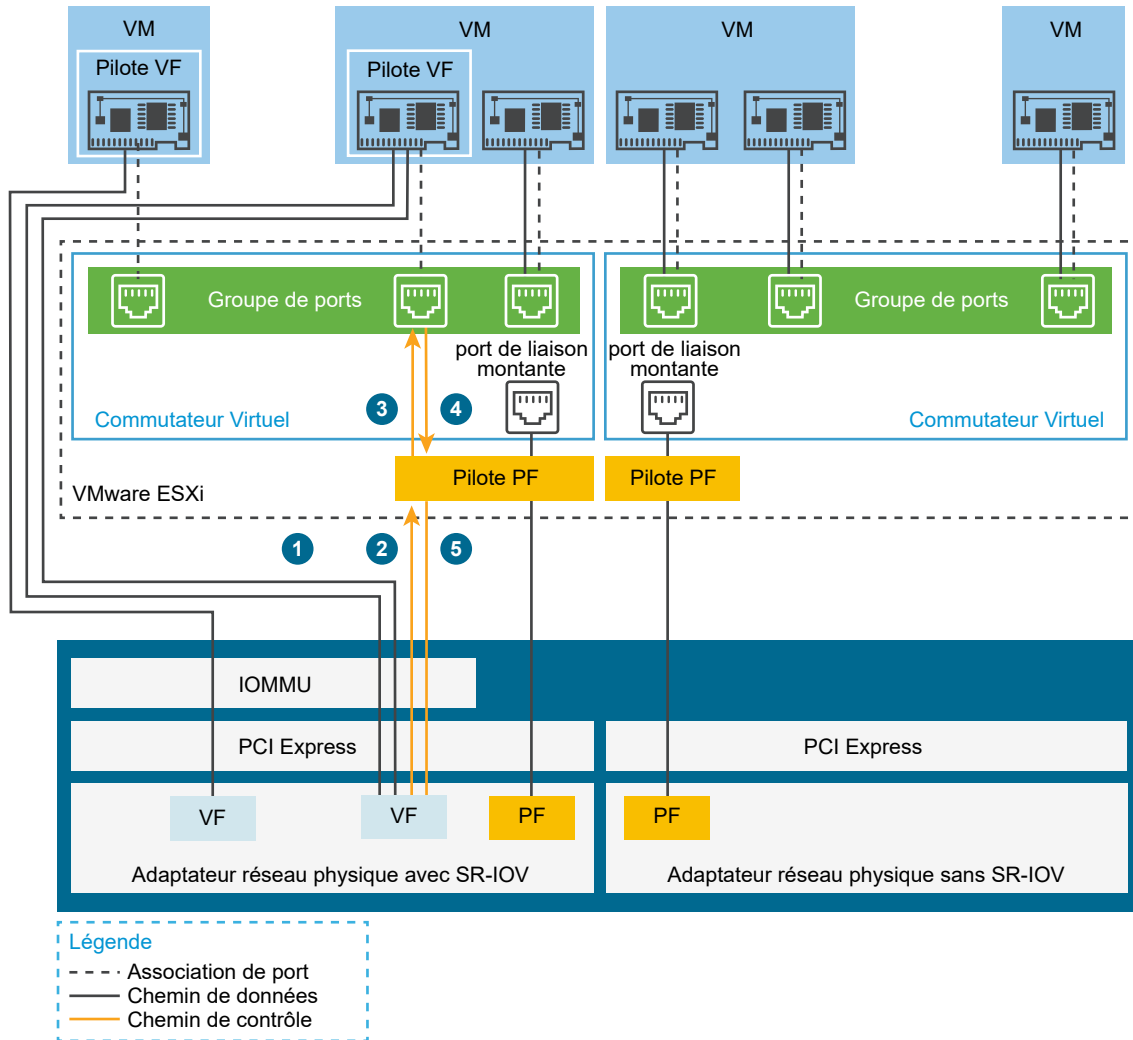 VM
VM
VM
VM
Pilote VF
Pilote VF
Groupe de ports
Groupe de ports
port de liaison
montante
port de liaison
montante
3
4
Commutateur Virtuel
Commutateur Virtuel
Pilote PF
Pilote PF
VMware ESXi
1
2
5
IOMMU
PCI Express
PCI Express
VF
VF
PF
PF
Adaptateur réseau physique avec SR-IOV
Adaptateur réseau physique sans SR-IOV
Légende
Association de port
Chemin de données
Chemin de contrôle